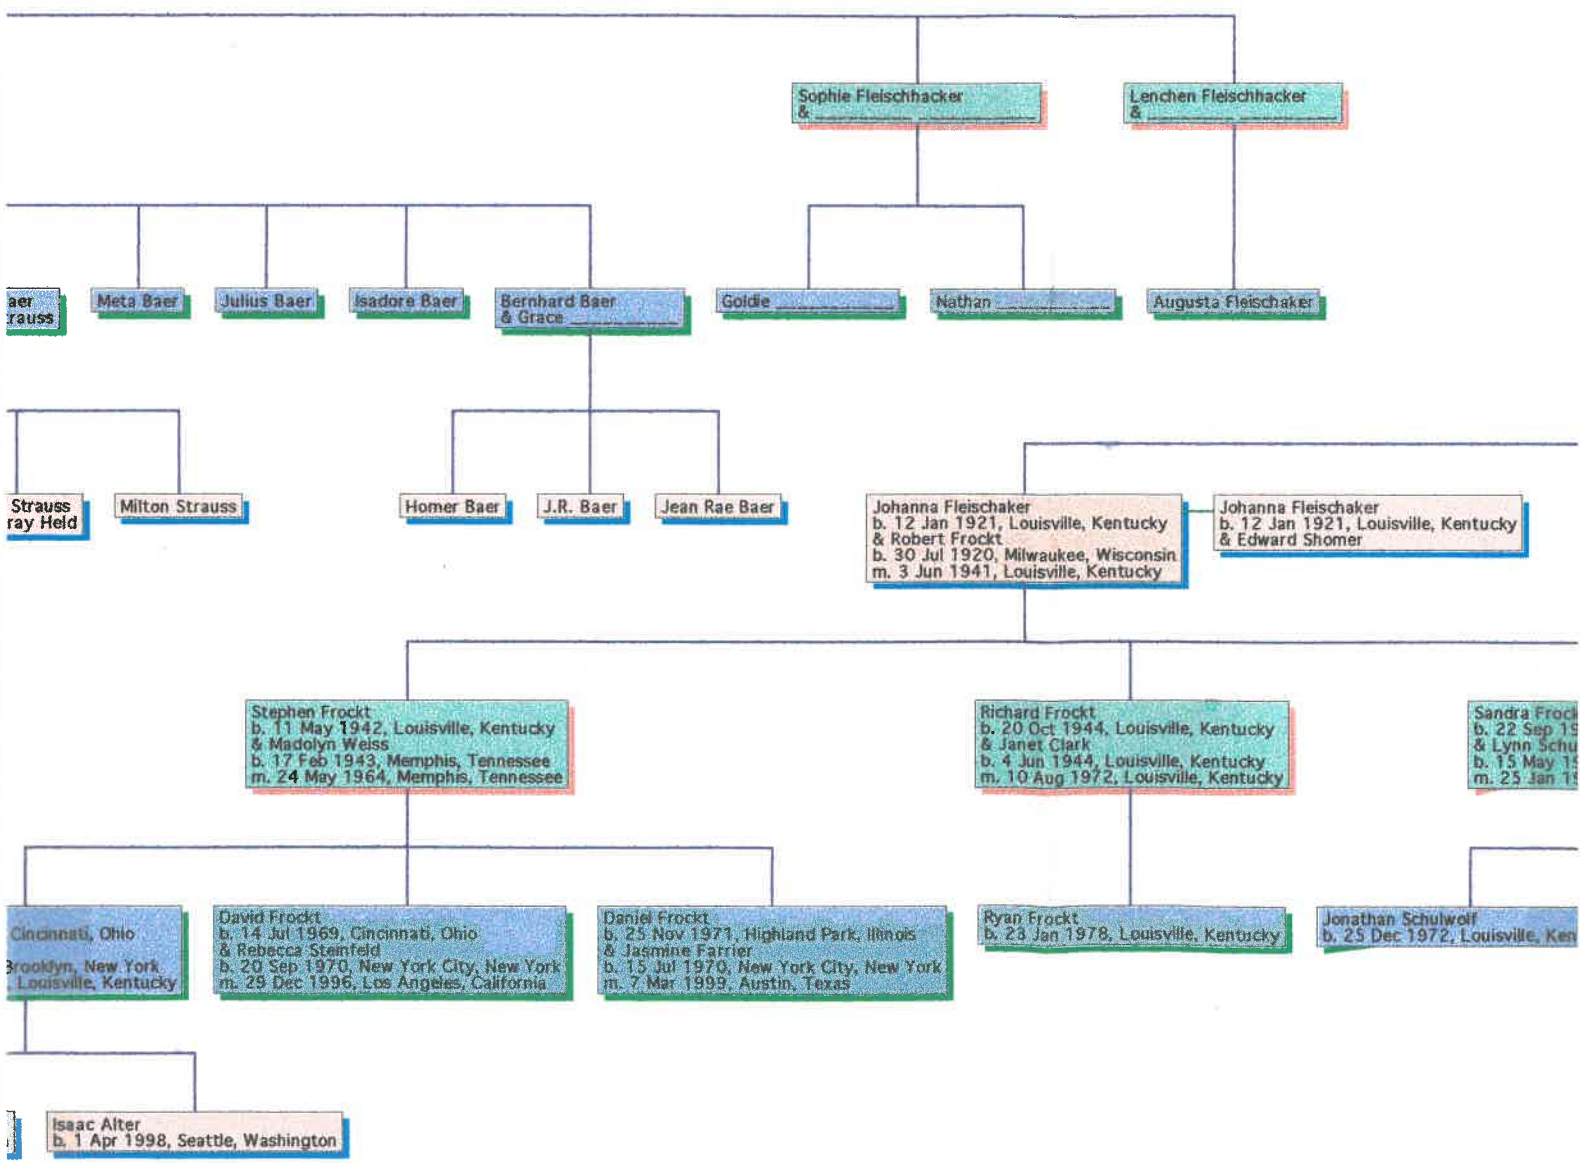 Sophie Fleischhacker
& ____________ ______________
Lenchen Fleischhacker
& ____________ ______________
aer
rauss
Meta Baer
Julius Baer
Isadore Baer
Bernhard Baer
& Grace ____________
Goldie ______________
Nathan ______________
Augusta Fleischaker
Strauss
ray Held
Milton Strauss
Homer Baer
J.R. Baer
Jean Rae Baer
Johanna Fleischaker
b. 12 Jan 1921, Louisville, Kentucky
& Robert Frockt
b. 30 Jul 1920, Milwaukee, Wisconsin
m. 3 Jun 1941, Louisville, Kentucky
Johanna Fleischaker
b. 12 Jan 1921, Louisville, Kentucky
& Edward Shomer
Stephen Frockt
b. 11 May 1942, Louisville, Kentucky
& Madolyn Weiss
b. 17 Feb 1943, Memphis, Tennessee
m. 24 May 1964, Memphis, Tennessee
Richard Frockt
b. 20 Oct 1944, Louisville, Kentucky
& Janet Clark
b. 4 Jun 1944, Louisville, Kentucky
m. 10 Aug 1972, Louisville, Kentucky
Sandra Frock
b. 22 Sep 19
& Lynn Schu
b. 15 May 19
m. 25 Jan 19
Cincinnati, Ohio
Brooklyn, New York
Louisville, Kentucky
David Frockt
b. 14 Jul 1969, Cincinnati, Ohio
& Rebecca Steinfeld
b. 20 Sep 1970, New York City, New York
m. 29 Dec 1996, Los Angeles, California
Daniel Frockt
b. 25 Nov 1971, Highland Park, Illinois
& Jasmine Farrier
b. 15 Jul 1970, New York City, New York
m. 7 Mar 1999, Austin, Texas
Ryan Frockt
b. 23 Jan 1978, Louisville, Kentucky
Jonathan Schulwolf
b. 25 Dec 1972, Louisville, Ken
Isaac Alter
b. 1 Apr 1998, Seattle, Washington